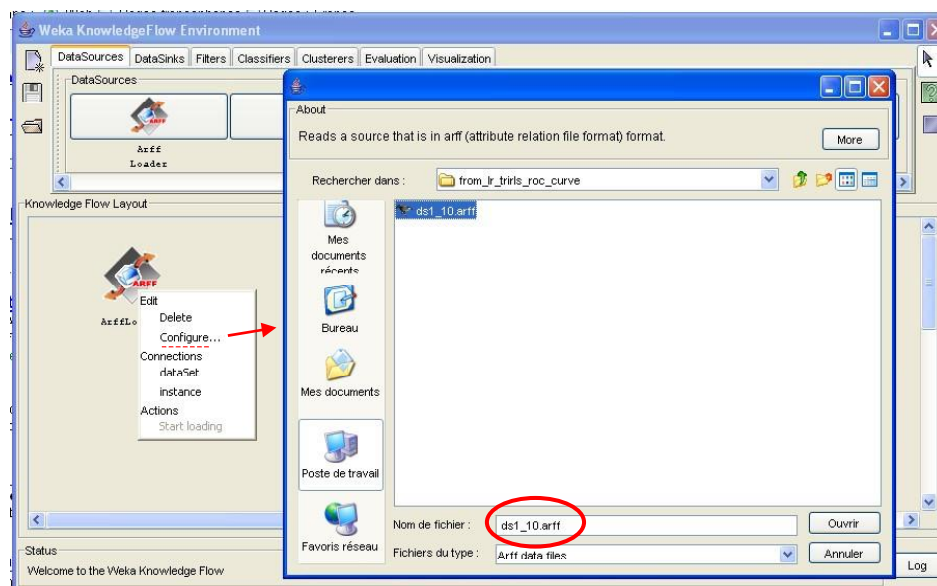 Weka KnowledgeFlow Environment
DataSources DataSinks Filters Classifiers Clusterers Evaluation Visualization
DataSources
Arff
Loader
Knowledge Flow Layout
ARFF
ArffLo
Edit
Delete
Configure...
Connections
dataSet
instance
Actions
Start loading
About
Reads a source that is in arff (attribute relation file format) format.
More
Rechercher dans : from_lr_trirls_roc_curve
ds1_10.arff
Mes
documents
récents
Bureau
Mes documents
Poste de travail
Favoris réseau
Nom de fichier : ds1_10.arff Ouvrir
Fichiers du type : Arff data files Annuler
Status
Welcome to the Weka Knowledge Flow
Log